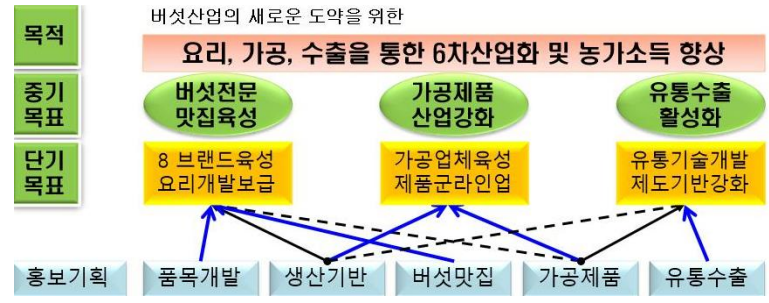 목적
버섯산업의 새로운 도약을 위한
요리, 가공, 수출을 통한 6차산업화 및 농가소득 향상
중기
목표
버섯전문
맛집육성
가공제품
산업강화
유통수출
활성화
단기
목표
8 브랜드육성
요리개발보급
가공업체육성
제품군라인업
유통기술개발
제도기반강화
홍보기획
품목개발
생산기반
버섯맛집
가공제품
유통수출